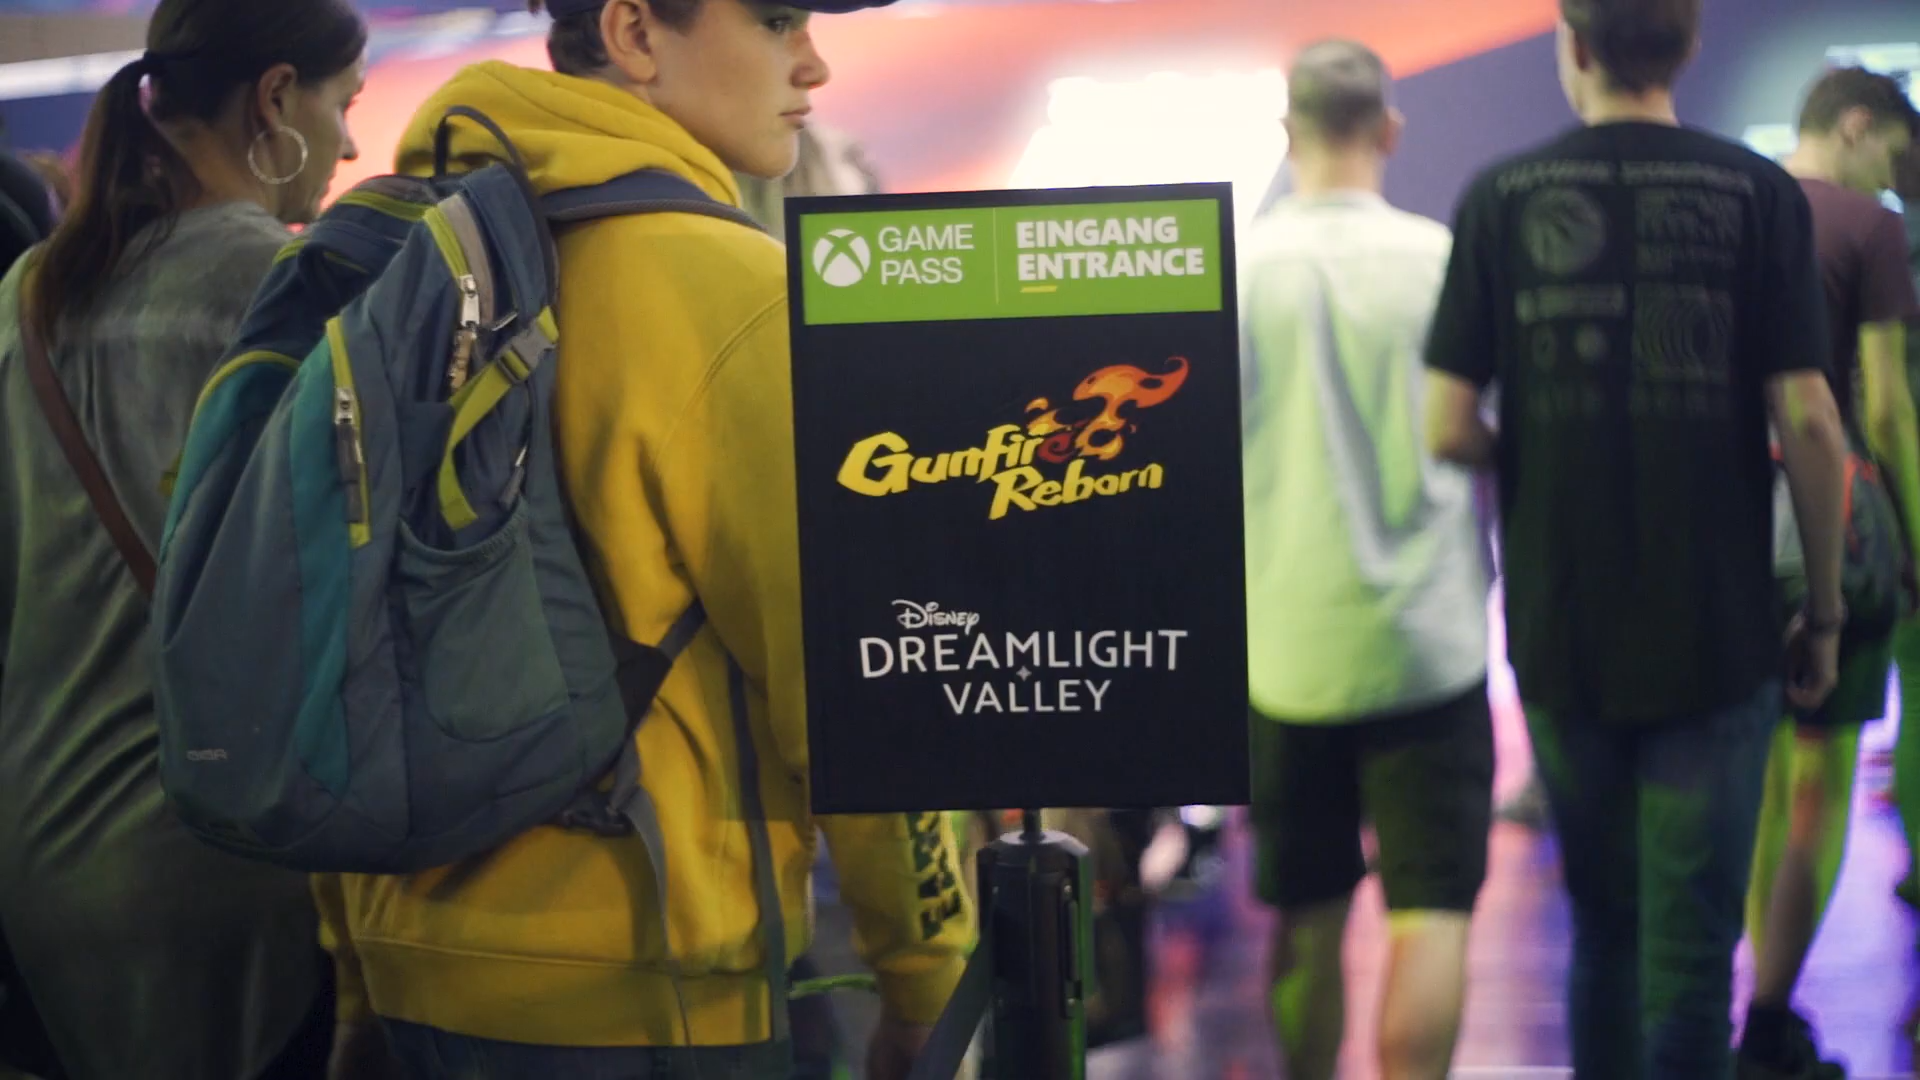 GAME
PASS
EINGANG
ENTRANCE
Gunfire
Reborn
Disney
DREAMLIGHT
VALLEY